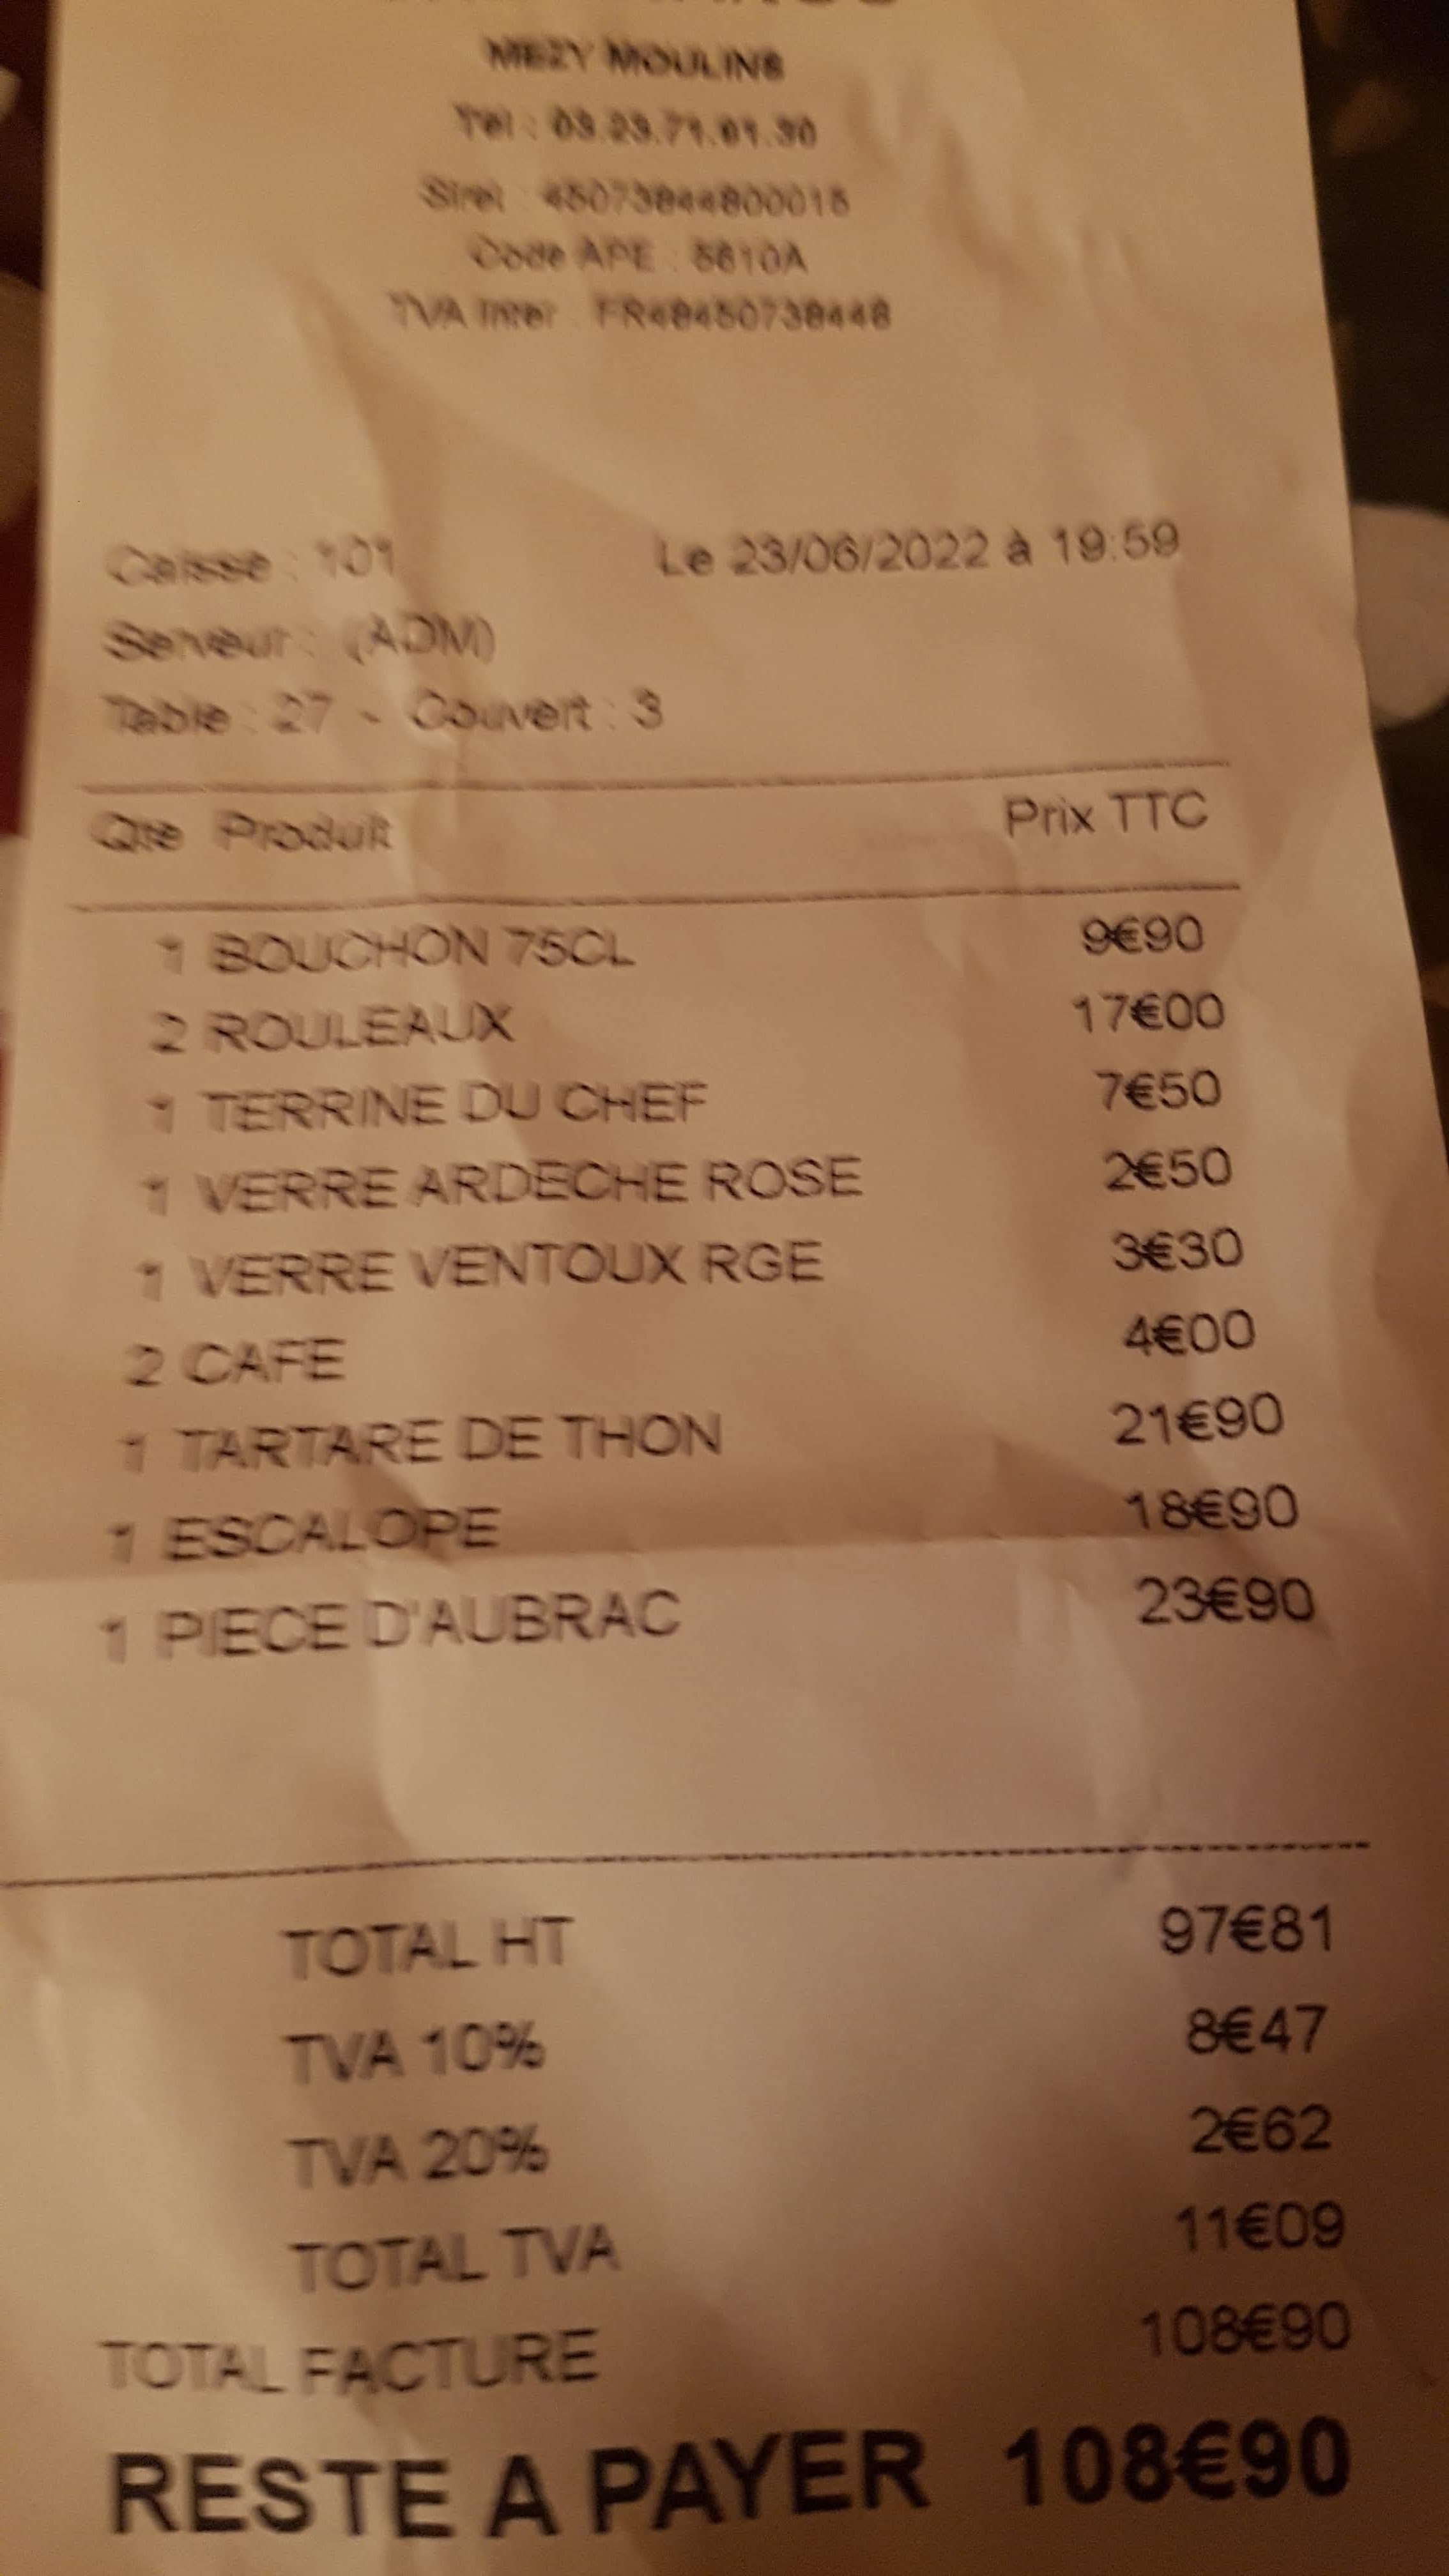 MEZY MOULINS
Tel : 03.23.71.01.30
Siret : 45073844800015
Code APE : 5610A
TVA Inter : FR48450738448
Caisse : 101 Le 23/06/2022 à 19:59
Serveur : (ADM)
Table : 27 - Couvert : 3
Qte Produit Prix TTC
1 BOUCHON 75CL 9€90
2 ROULEAUX 17€00
1 TERRINE DU CHEF 7€50
1 VERRE ARDECHE ROSE 2€50
1 VERRE VENTOUX RGE 3€30
2 CAFE 4€00
1 TARTARE DE THON 21€90
1 ESCALOPE 18€90
1 PIECE D'AUBRAC 23€90
TOTAL HT 97€81
TVA 10% 8€47
TVA 20% 2€62
TOTAL TVA 11€09
TOTAL FACTURE 108€90
RESTE A PAYER 108€90